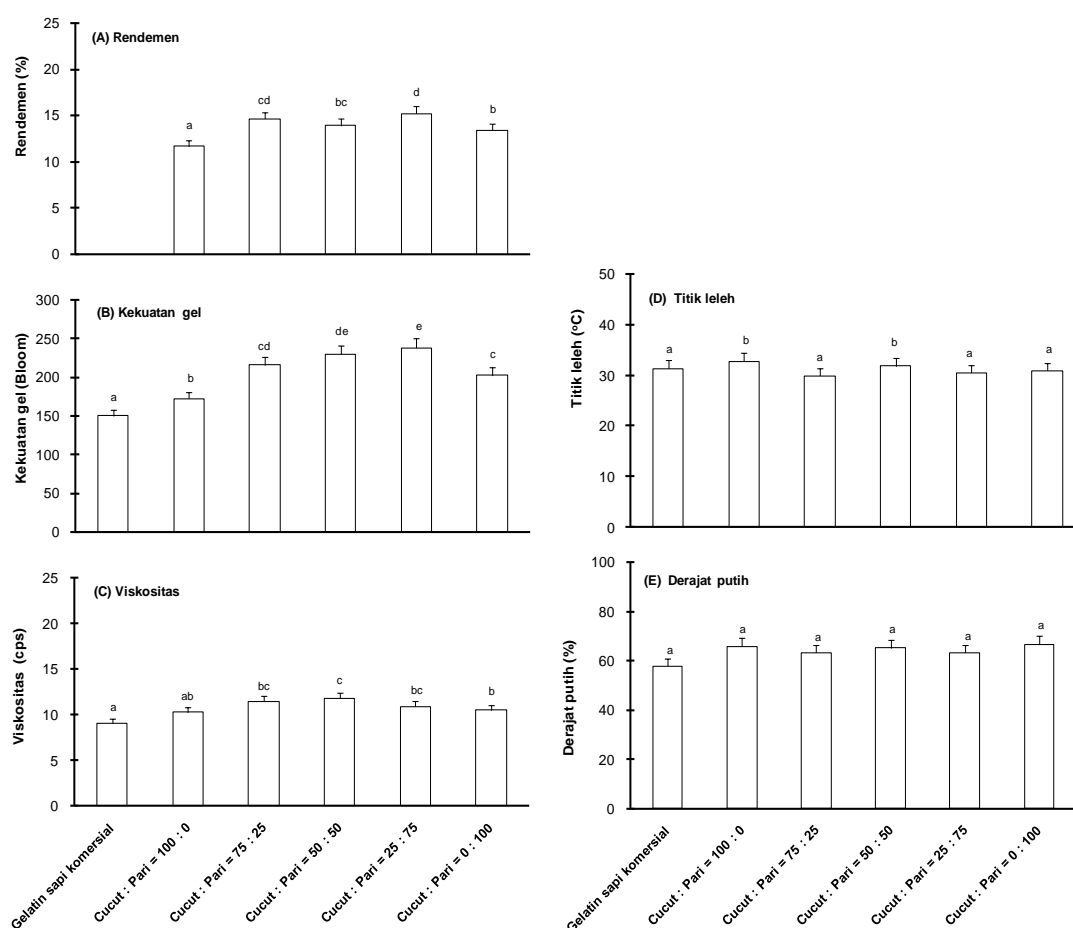 (A) Rendemen
Rendemen (%)
25
20
15
10
5
0
a
cd
bc
d
b
(B) Kekuatan gel
Kekuatan gel (Bloom)
300
250
200
150
100
50
0
a
b
cd
de
e
c
(C) Viskositas
Viskositas (cps)
25
20
15
10
5
0
a
ab
bc
c
bc
b
Gelatin sapi komersial
Cucut : Pari = 100 : 0
Cucut : Pari = 75 : 25
Cucut : Pari = 50 : 50
Cucut : Pari = 25 : 75
Cucut : Pari = 0 : 100
(D) Titik leleh
Titik leleh (°C)
50
40
30
20
10
0
a
b
a
b
a
a
(E) Derajat putih
Derajat putih (%)
100
80
60
40
20
0
a
a
a
a
a
a
Gelatin sapi komersial
Cucut : Pari = 100 : 0
Cucut : Pari = 75 : 25
Cucut : Pari = 50 : 50
Cucut : Pari = 25 : 75
Cucut : Pari = 0 : 100